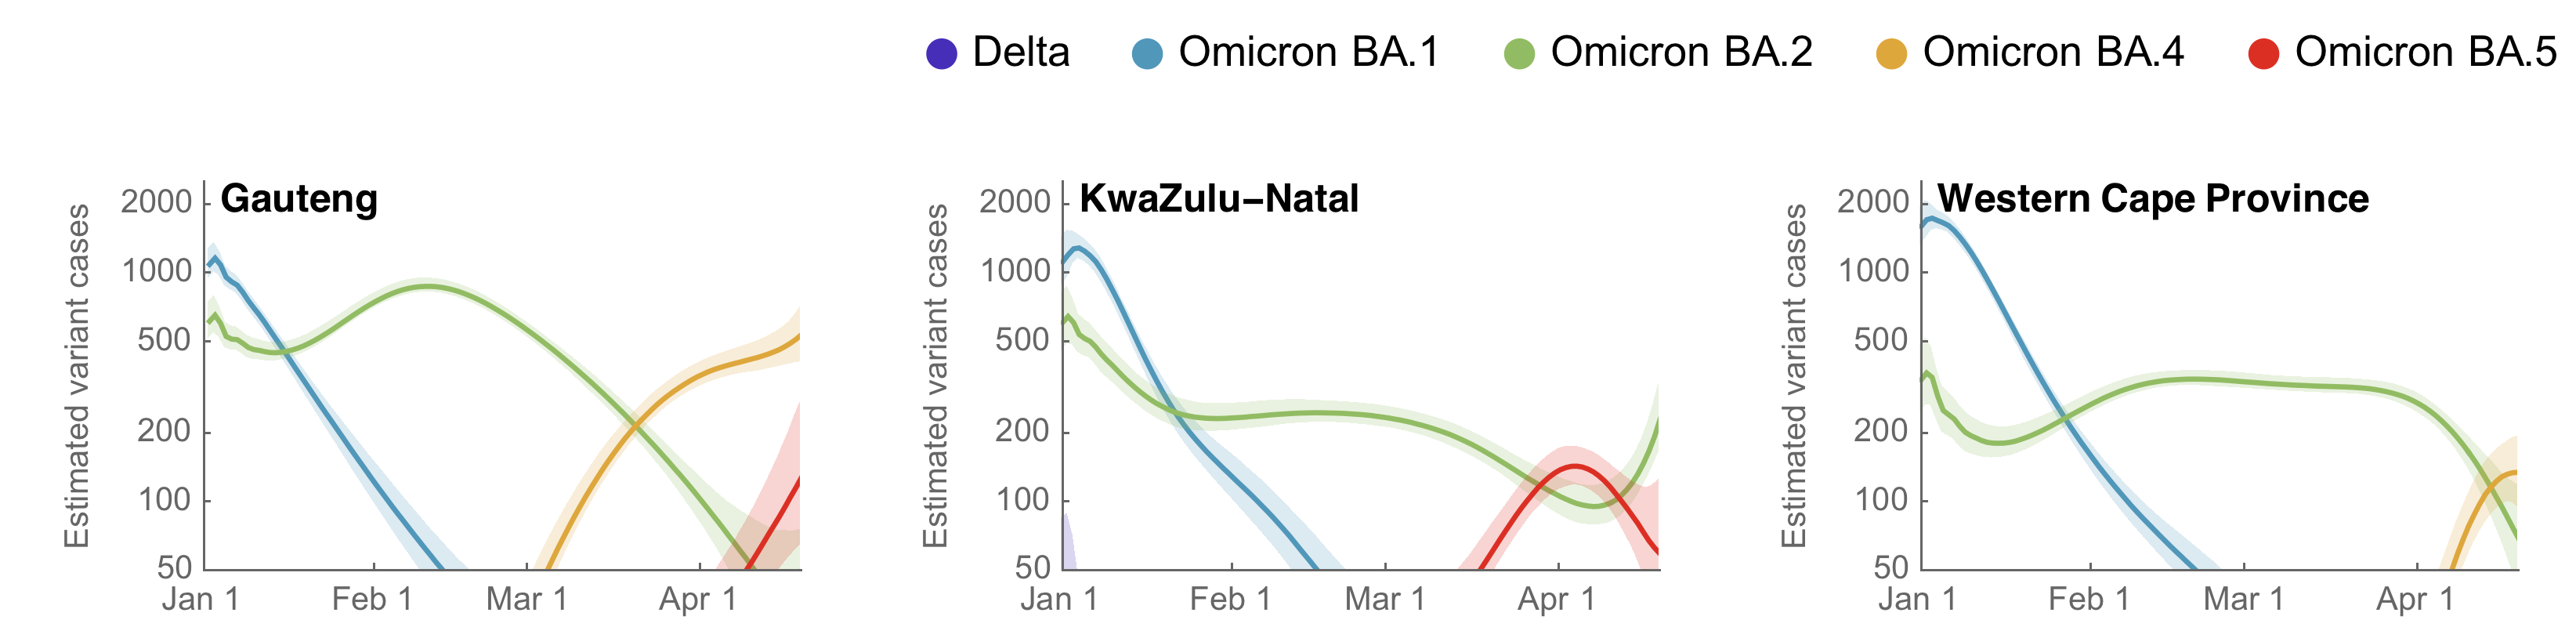 Delta Omicron BA.1 Omicron BA.2 Omicron BA.4 Omicron BA.5
Gauteng
Estimated variant cases
2000
1000
500
200
100
50
Jan 1 Feb 1 Mar 1 Apr 1
KwaZulu–Natal
Estimated variant cases
2000
1000
500
200
100
50
Jan 1 Feb 1 Mar 1 Apr 1
Western Cape Province
Estimated variant cases
2000
1000
500
200
100
50
Jan 1 Feb 1 Mar 1 Apr 1